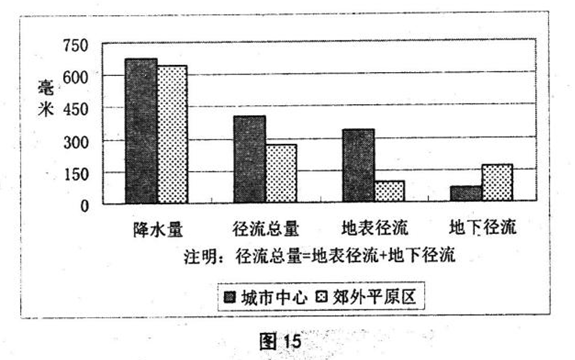 毫米
750
600
450
300
150
0
降水量 径流总量 地表径流 地下径流
注明：径流总量=地表径流+地下径流
城市中心 郊外平原区
图15